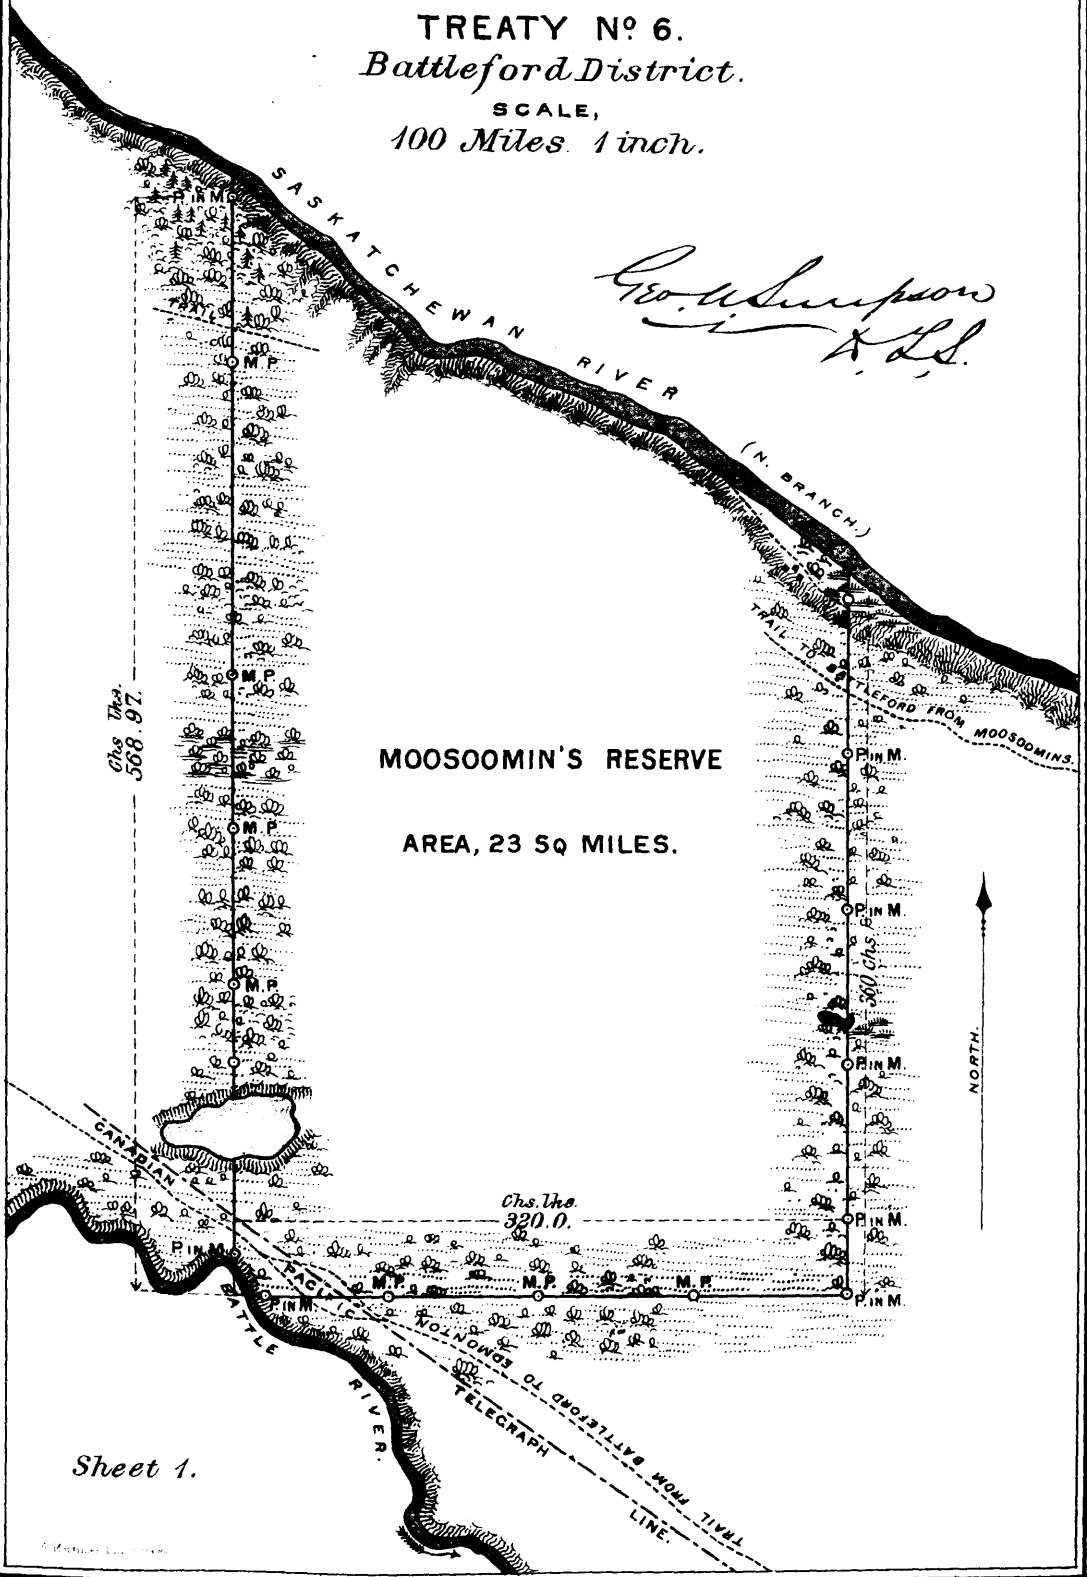 TREATY Nº 6.
Battleford District.
SCALE,
100 Miles 1 inch.
SASKATCHEWAN RIVER (N. BRANCH.)
Geo. A Simpson
D. L. S.
P. IN M.
TRAIL
M.P.
M.P.
M.P.
M.P.
Chs lks.
568.97.
TRAIL TO BATTLEFORD FROM MOOSOOMINS.
MOOSOOMIN'S RESERVE
AREA, 23 SQ MILES.
P. IN M.
P. IN M.
360 Chs
P. IN M.
P. IN M.
P. IN M.
NORTH.
Chs. lks.
320.0.
P IN M.
P IN M.
M.P.
M.P.
M.P.
CANADIAN PACIFIC TELEGRAPH LINE.
TRAIL FROM BATTLEFORD TO EDMONTON
BATTLE RIVER.
Sheet 1.